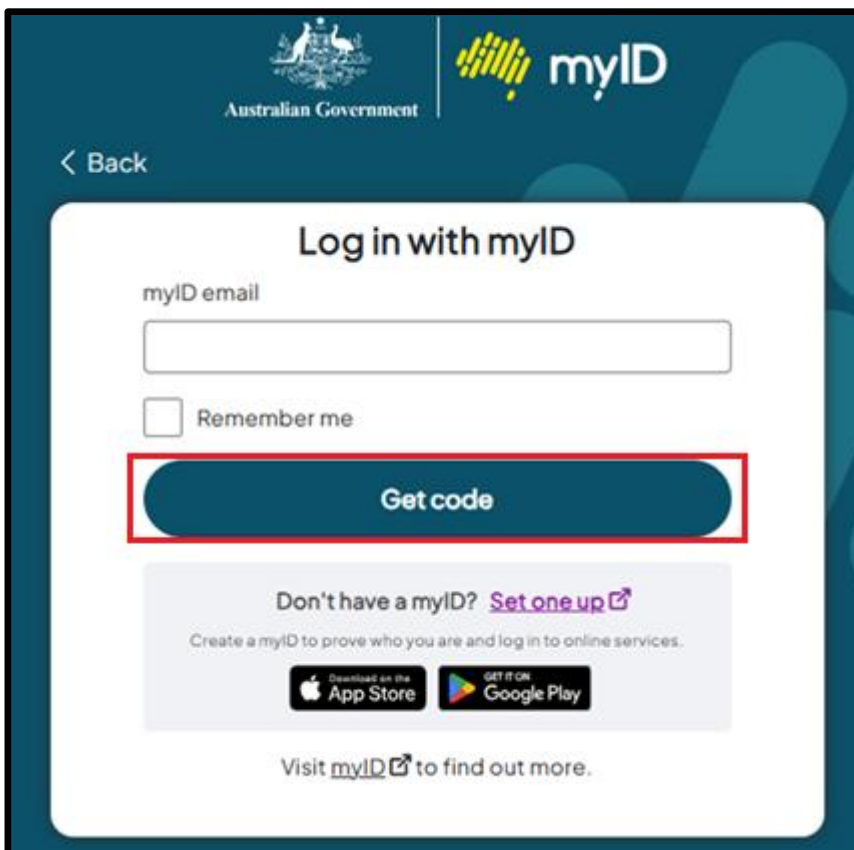 Australian Government
myID
Back
Log in with myID
myID email
Remember me
Get code
Don't have a myID? Set one up
Create a myID to prove who you are and log in to online services.
Download on the
App Store
GET IT ON
Google Play
Visit myID to find out more.